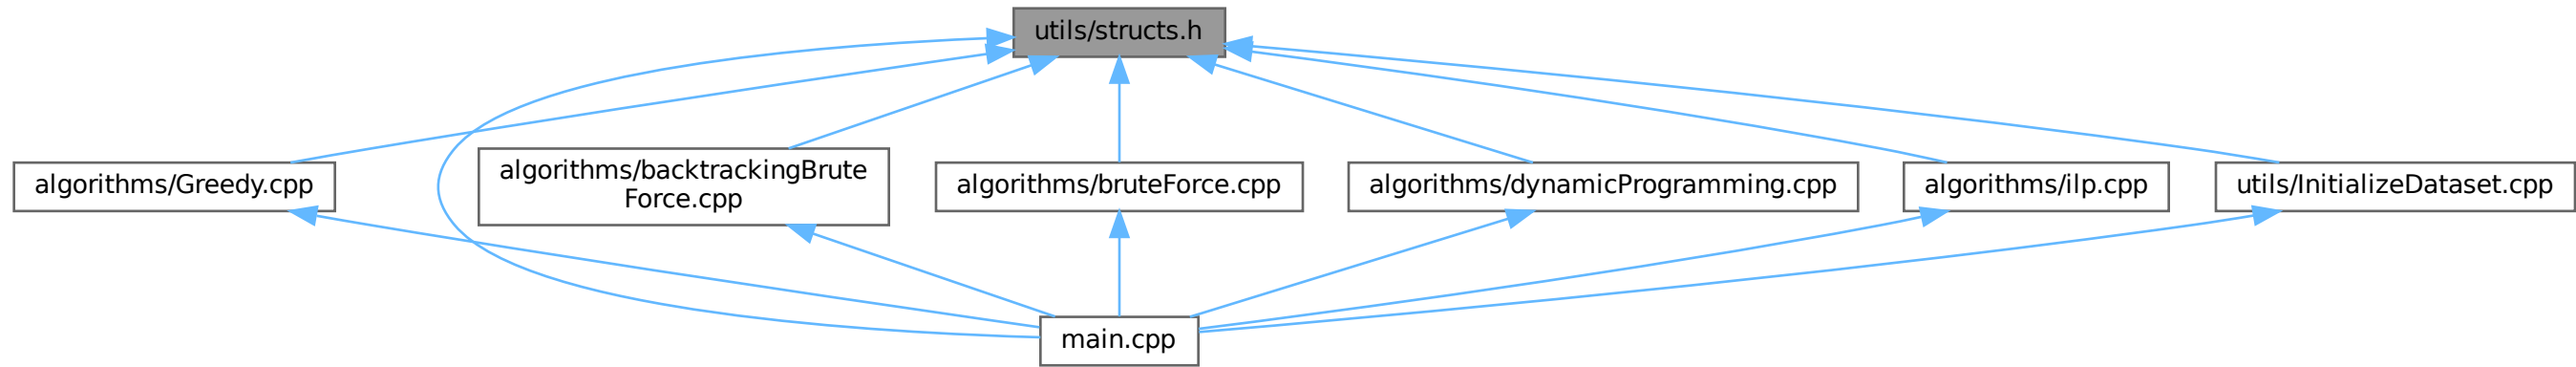 utils/structs.h
algorithms/Greedy.cpp
algorithms/backtrackingBrute
Force.cpp
algorithms/bruteForce.cpp
algorithms/dynamicProgramming.cpp
algorithms/ilp.cpp
utils/InitializeDataset.cpp
main.cpp